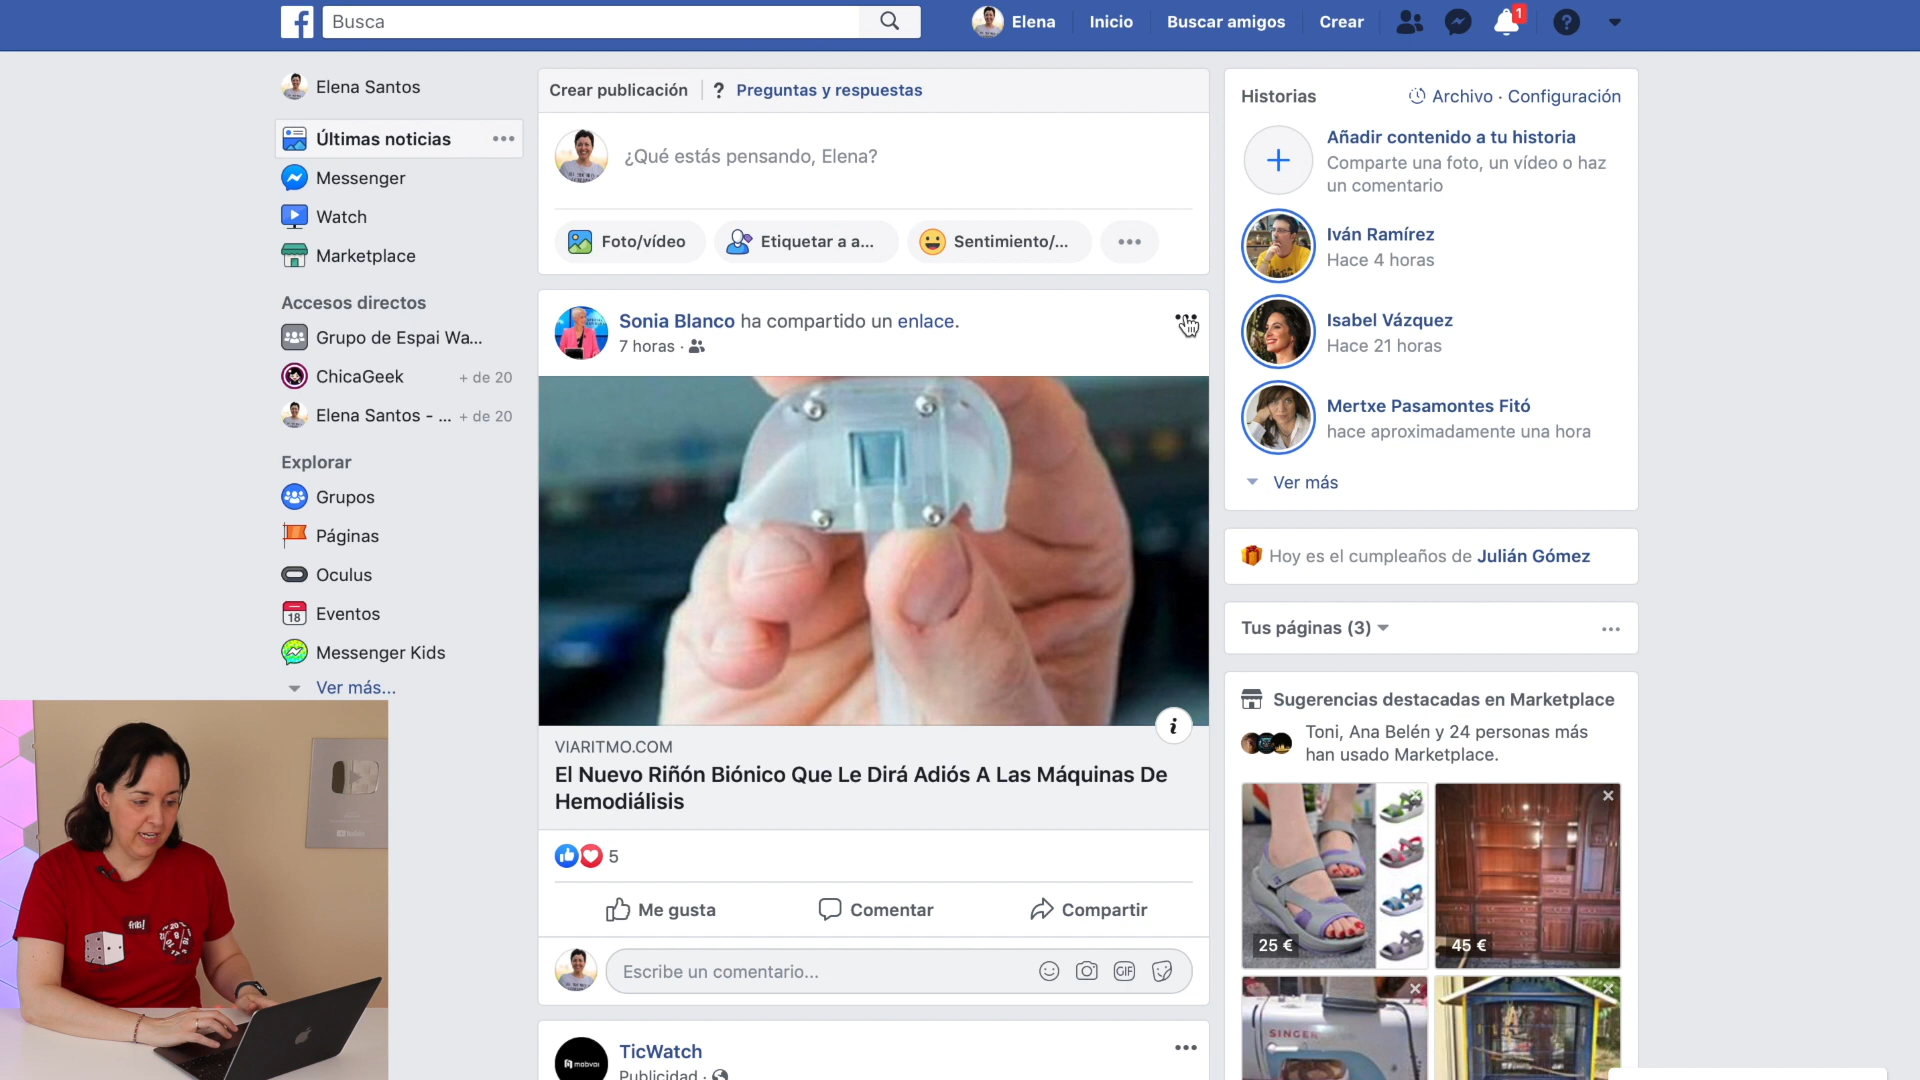 Busca
Elena
Inicio
Buscar amigos
Crear
1
Elena Santos
Últimas noticias
Messenger
Watch
Marketplace
Accesos directos
Grupo de Espai Wa...
ChicaGeek
+ de 20
Elena Santos - ...
+ de 20
Explorar
Grupos
Páginas
Oculus
18
Eventos
Messenger Kids
Ver más...
Crear publicación
Preguntas y respuestas
¿Qué estás pensando, Elena?
Foto/vídeo
Etiquetar a a...
Sentimiento/...
Sonia Blanco ha compartido un enlace.
7 horas ·
VIARITMO.COM
El Nuevo Riñón Biónico Que Le Dirá Adiós A Las Máquinas De
Hemodiálisis
5
Me gusta
Comentar
Compartir
Escribe un comentario...
GIF
mobvoi
TicWatch
Publicidad ·
Historias
Archivo · Configuración
Añadir contenido a tu historia
Comparte una foto, un vídeo o haz
un comentario
Iván Ramírez
Hace 4 horas
Isabel Vázquez
Hace 21 horas
Mertxe Pasamontes Fitó
hace aproximadamente una hora
Ver más
Hoy es el cumpleaños de Julián Gómez
Tus páginas (3)
Sugerencias destacadas en Marketplace
Toni, Ana Belén y 24 personas más
han usado Marketplace.
25 €
45 €
SINGER
YouTube